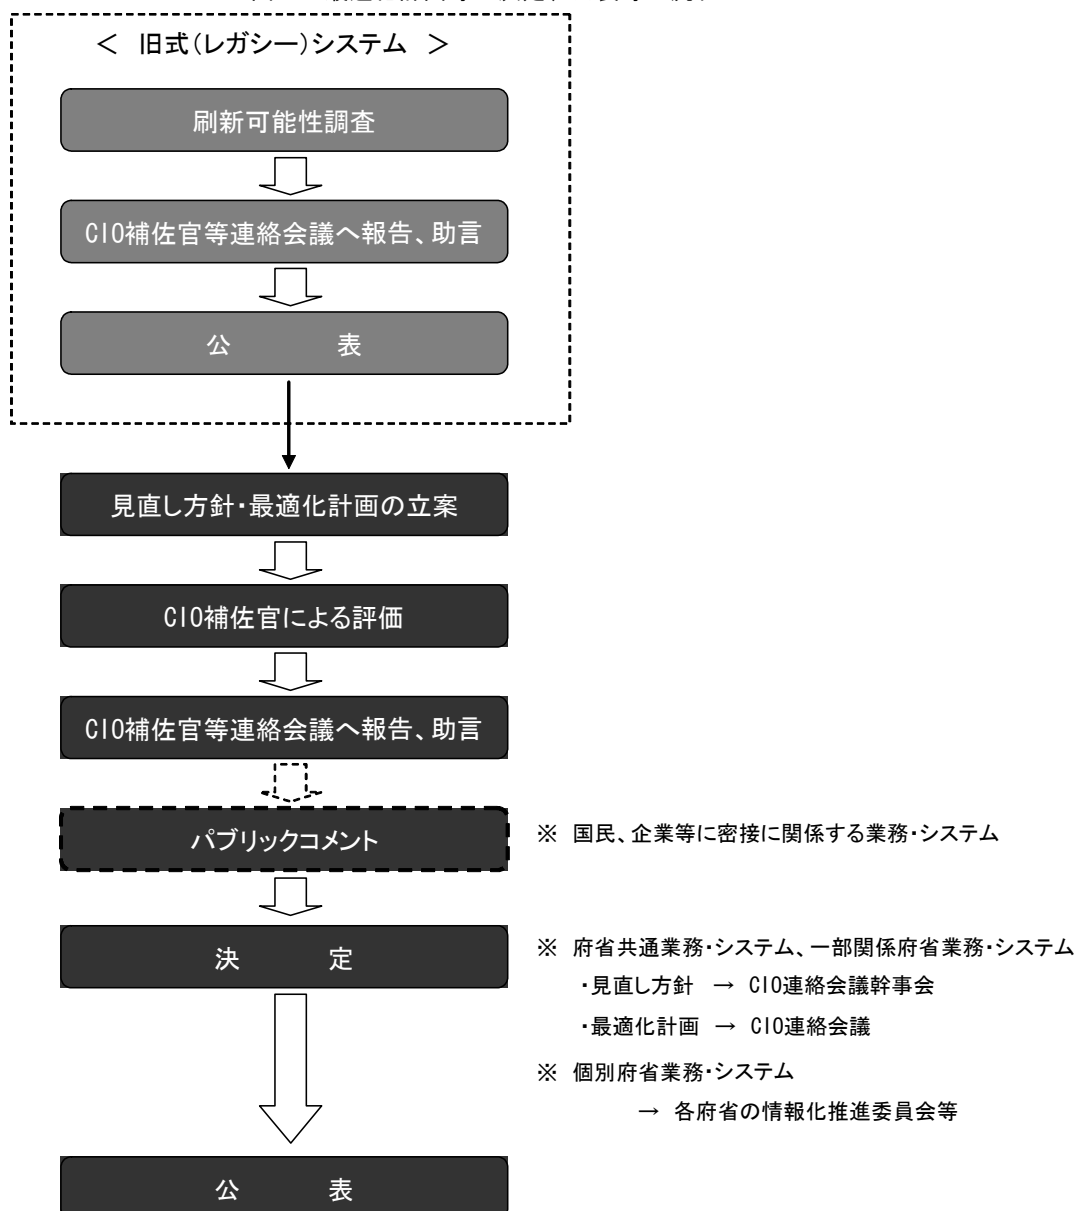 ＜ 旧式（レガシー）システム ＞
刷新可能性調査
CIO補佐官等連絡会議へ報告、助言
公　　　表
見直し方針・最適化計画の立案
CIO補佐官による評価
CIO補佐官等連絡会議へ報告、助言
パブリックコメント
※ 国民、企業等に密接に関係する業務・システム
決　　　定
※ 府省共通業務・システム、一部関係府省業務・システム
・見直し方針 → CIO連絡会議幹事会
・最適化計画 → CIO連絡会議
※ 個別府省業務・システム
→ 各府省の情報化推進委員会等
公　　　表